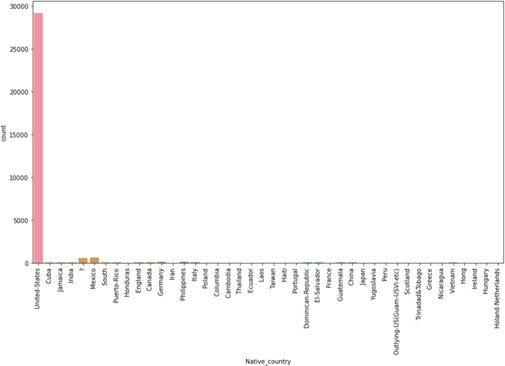 30000
25000
20000
15000
10000
5000
0
count
United-States
Cuba
Jamaica
India
?
Mexico
South
Puerto-Rico
Honduras
England
Canada
Germany
Iran
Philippines
Italy
Poland
Columbia
Cambodia
Thailand
Ecuador
Laos
Taiwan
Haiti
Portugal
Dominican-Republic
El-Salvador
France
Guatemala
China
Japan
Yugoslavia
Peru
Outlying-US(Guam-USVI-etc)
Scotland
Trinadad&Tobago
Greece
Nicaragua
Vietnam
Hong
Ireland
Hungary
Holand-Netherlands
Native_country